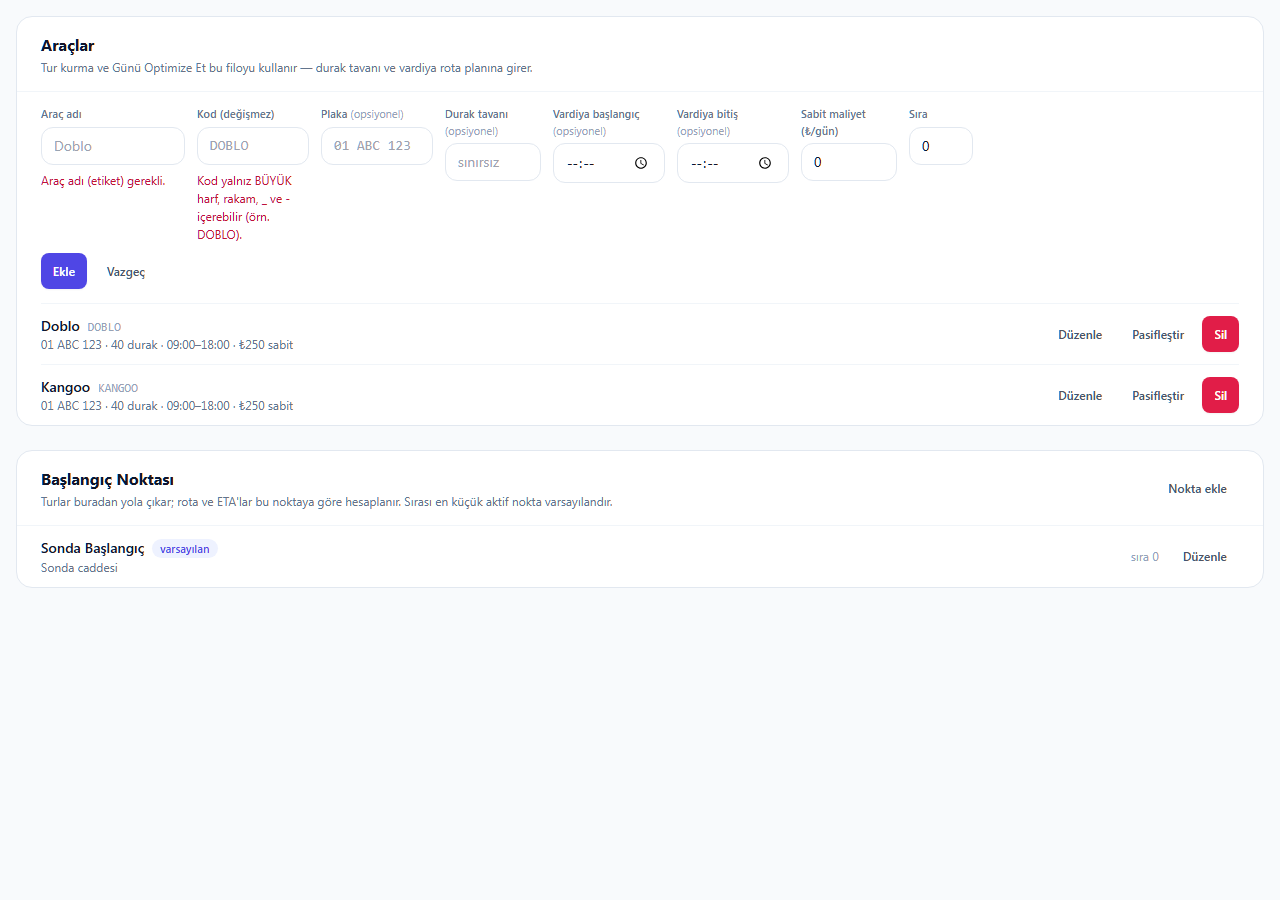 Araçlar
Tur kurma ve Günü Optimize Et bu filoyu kullanır — durak tavanı ve vardiya rota planına girer.
Araç adı
Kod (değişmez)
Plaka (opsiyonel)
Durak tavanı
(opsiyonel)
Vardiya başlangıç
(opsiyonel)
Vardiya bitiş
(opsiyonel)
Sabit maliyet
(₺/gün)
Sıra
Doblo
DOBLO
01 ABC 123
sınırsız
--:--
--:--
0
0
Araç adı (etiket) gerekli.
Kod yalnız BÜYÜK
harf, rakam, _ ve -
içerebilir (örn.
DOBLO).
Ekle
Vazgeç
Doblo DOBLO
01 ABC 123 · 40 durak · 09:00–18:00 · ₺250 sabit
Düzenle
Pasifleştir
Sil
Kangoo KANGOO
01 ABC 123 · 40 durak · 09:00–18:00 · ₺250 sabit
Düzenle
Pasifleştir
Sil
Başlangıç Noktası
Turlar buradan yola çıkar; rota ve ETA'lar bu noktaya göre hesaplanır. Sırası en küçük aktif nokta varsayılandır.
Nokta ekle
Sonda Başlangıç varsayılan
Sonda caddesi
sıra 0
Düzenle